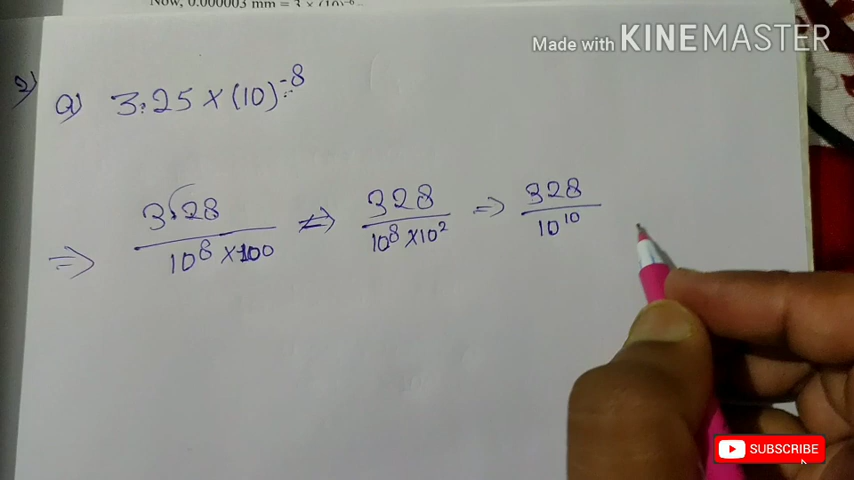 Now, 0.000003 mm = 3 × (10)⁻⁶
Made with KINEMASTER
2) a) 3.25 × (10)⁻⁸
⇒ 3.28 / 10⁸ × 100 ⇒ 328 / 10⁸ × 10² ⇒ 328 / 10¹⁰
SUBSCRIBE